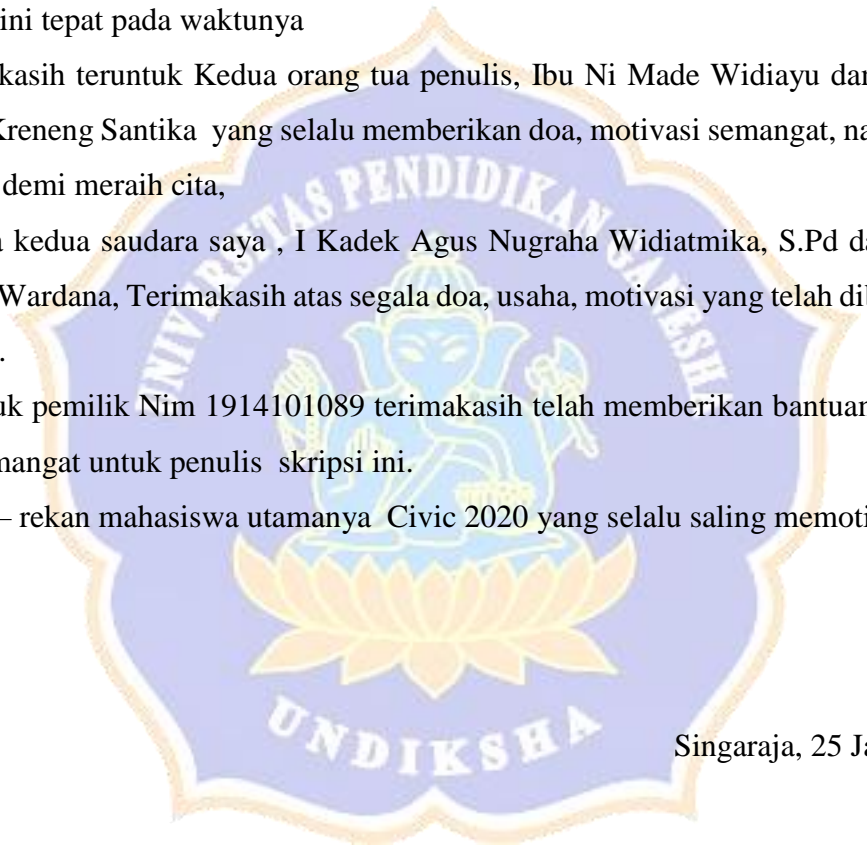 ini tepat pada waktunya
kasih teruntuk Kedua orang tua penulis, Ibu Ni Made Widiayu dan
Kreneng Santika yang selalu memberikan doa, motivasi semangat, na
demi meraih cita,
a kedua saudara saya , I Kadek Agus Nugraha Widiatmika, S.Pd da
Wardana, Terimakasih atas segala doa, usaha, motivasi yang telah dib
.
uk pemilik Nim 1914101089 terimakasih telah memberikan bantuan
mangat untuk penulis skripsi ini.
– rekan mahasiswa utamanya Civic 2020 yang selalu saling memoti
Singaraja, 25 Ja
UNIVERSITAS PENDIDIKAN GANESHA
UNDIKSHA